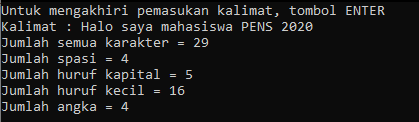 Untuk mengakhiri pemasukan kalimat, tombol ENTER
Kalimat : Halo saya mahasiswa PENS 2020
Jumlah semua karakter = 29
Jumlah spasi = 4
Jumlah huruf kapital = 5
Jumlah huruf kecil = 16
Jumlah angka = 4